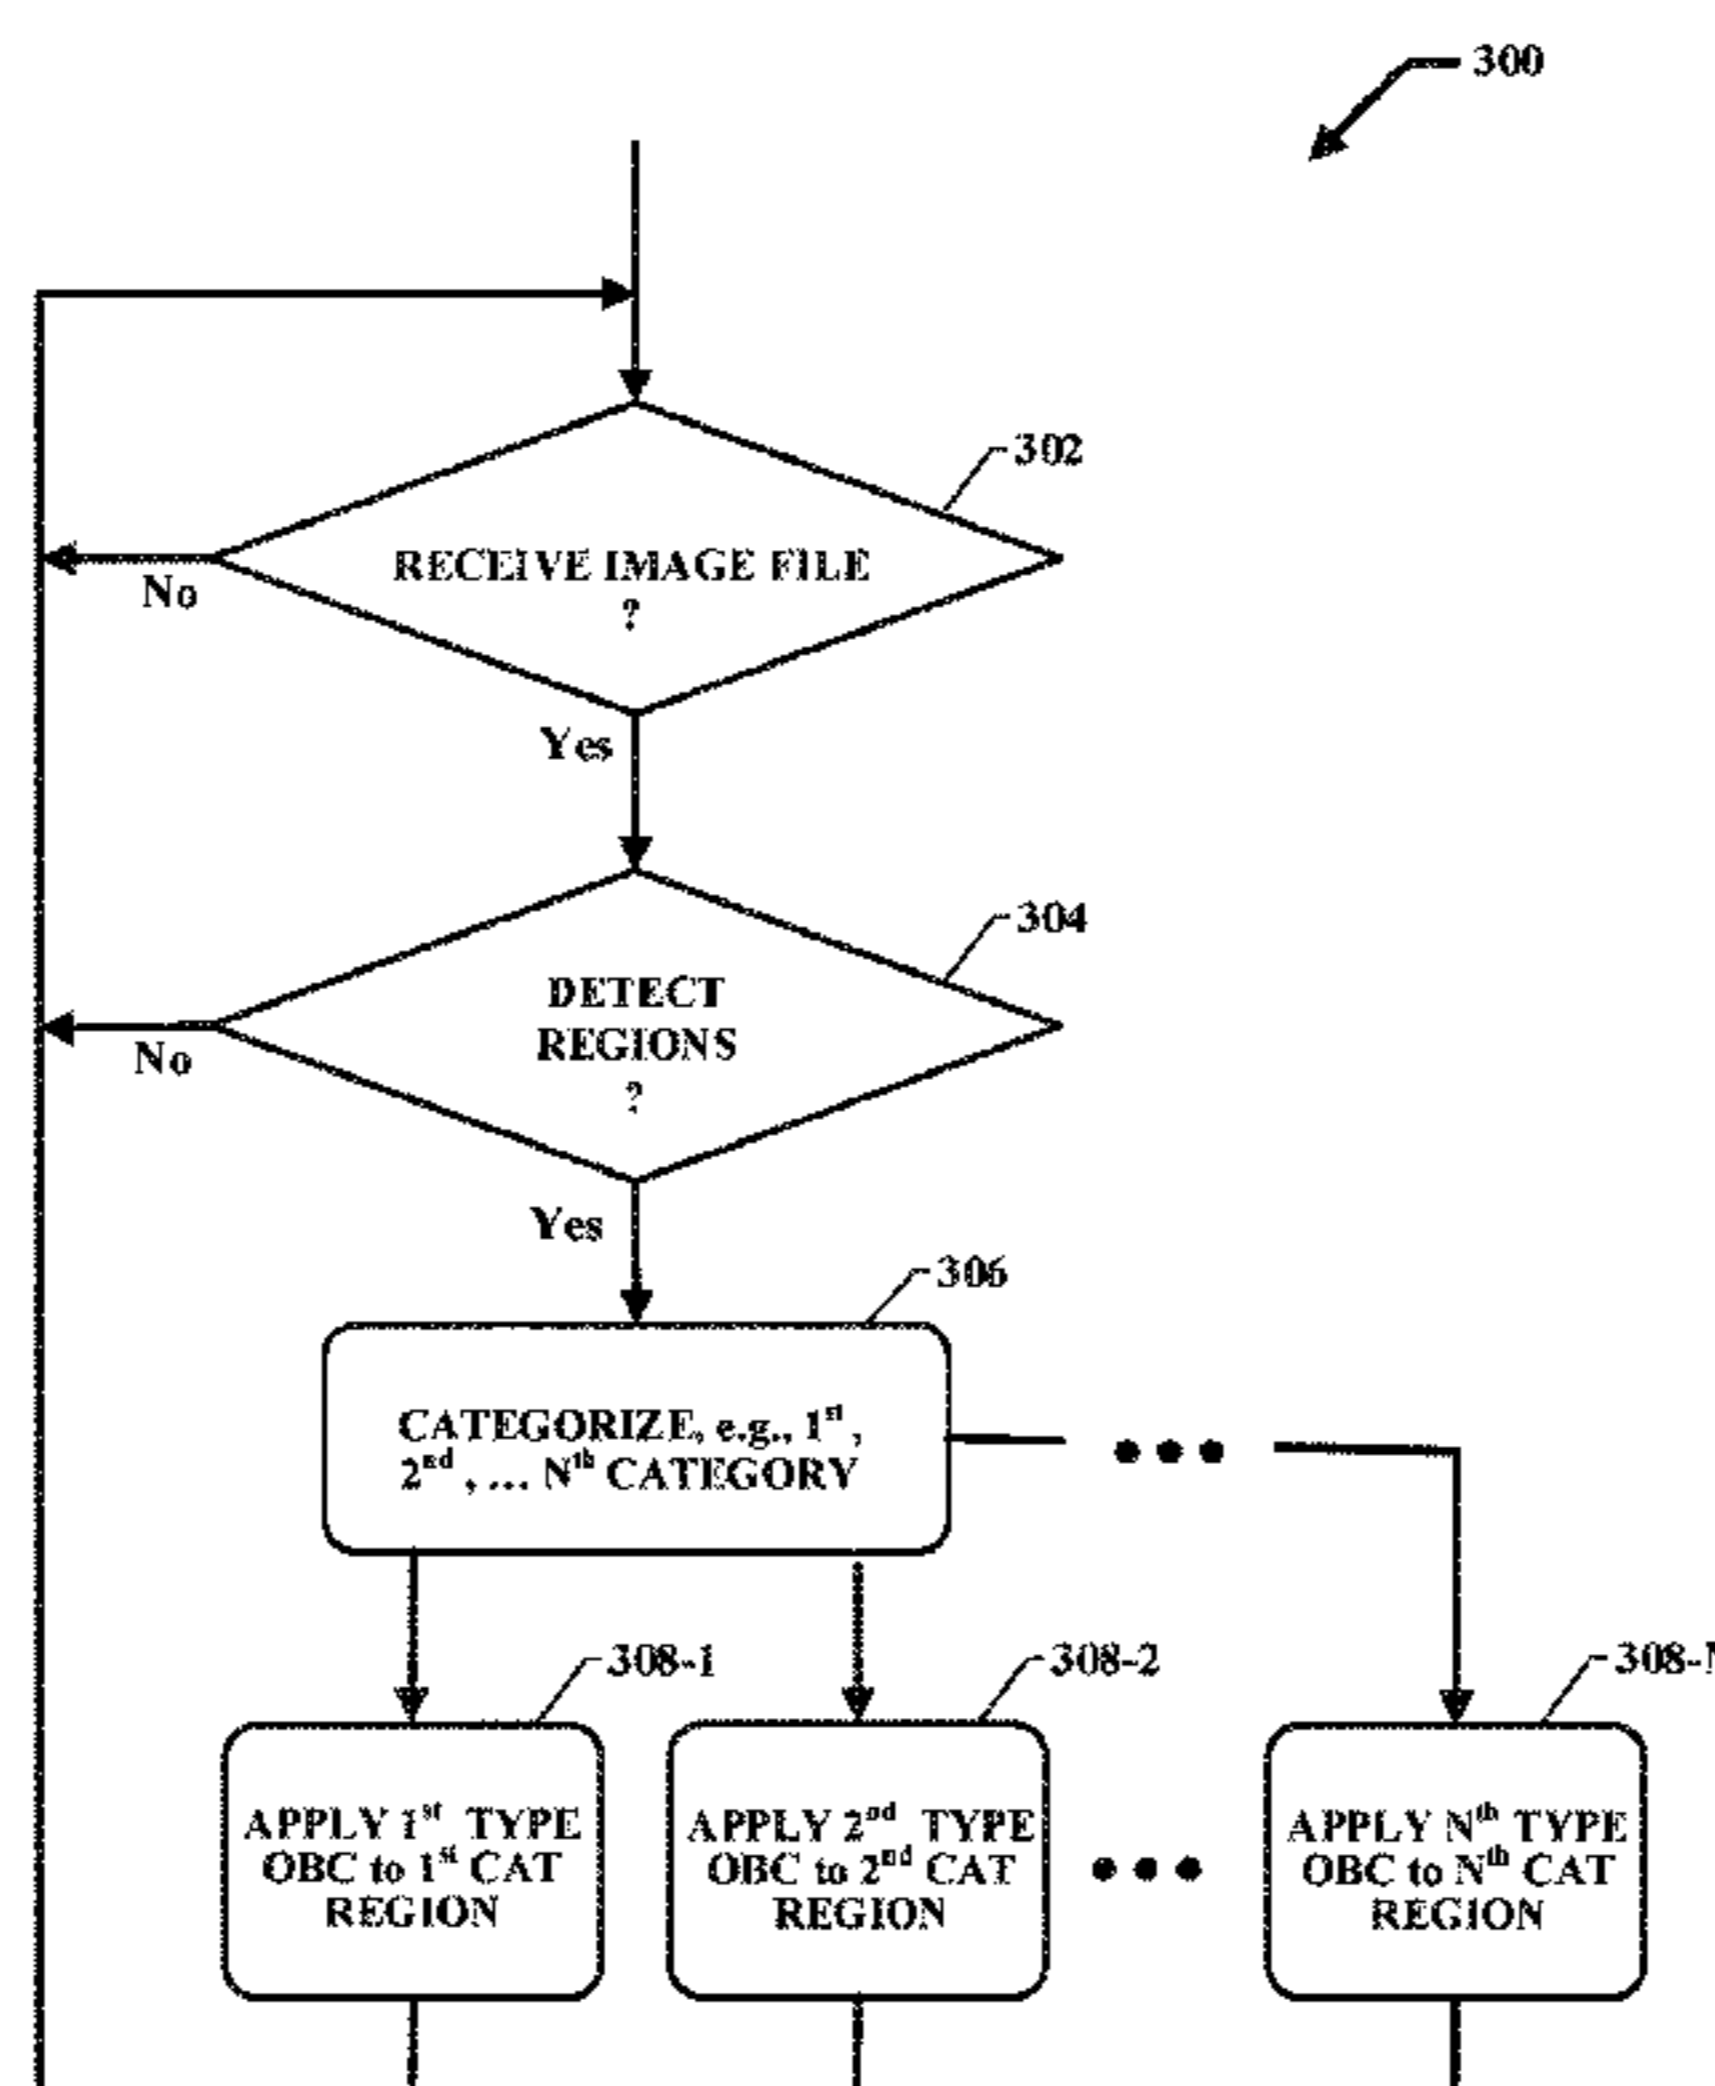 300
302
RECEIVE IMAGE FILE
?
No
Yes
304
DETECT
REGIONS
?
No
Yes
306
CATEGORIZE, e.g., 1st,
2nd, ... Nth CATEGORY
308-1
308-2
308-N
APPLY 1st TYPE
OBC to 1st CAT
REGION
APPLY 2nd TYPE
OBC to 2nd CAT
REGION
APPLY Nth TYPE
OBC to Nth CAT
REGION